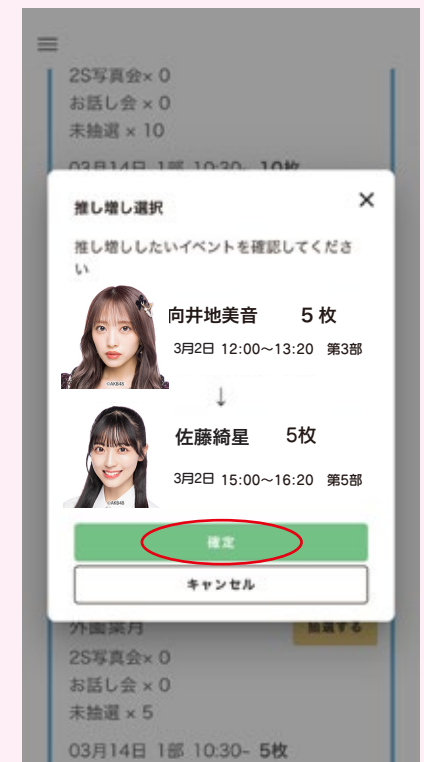 2S写真会× 0
お話し会 × 0
未抽選 × 10
03月14日 1部 10:30- 10枚
推し増し選択
×
推し増ししたいイベントを確認してくださ
い
向井地美音 5 枚
3月2日 12:00〜13:20 第3部
©AKB48
↓
佐藤綺星 5枚
3月2日 15:00〜16:20 第5部
©AKB48
確定
キャンセル
外園葉月 抽選する
2S写真会× 0
お話し会 × 0
未抽選 × 5
03月14日 1部 10:30- 5枚